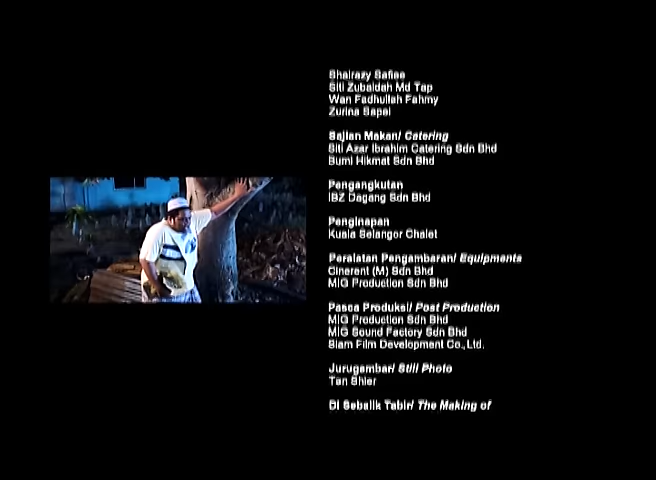 Shairazy Safiee
Siti Zubaidah Md Tap
Wan Fadhullah Fahmy
Zurina Sapei
Sajian Makan/ Catering
Siti Azar Ibrahim Catering Sdn Bhd
Bumi Hikmat Sdn Bhd
Pengangkutan
IBZ Dagang Sdn Bhd
Penginapan
Kuala Selangor Chalet
Peralatan Pengambaran/ Equipments
Cinerent (M) Sdn Bhd
MIG Production Sdn Bhd
Pasca Produksi/ Post Production
MIG Production Sdn Bhd
MIG Sound Factory Sdn Bhd
Siam Film Development Co., Ltd.
Jurugambar/ Still Photo
Tan Shier
Di Sebalik Tabir/ The Making of